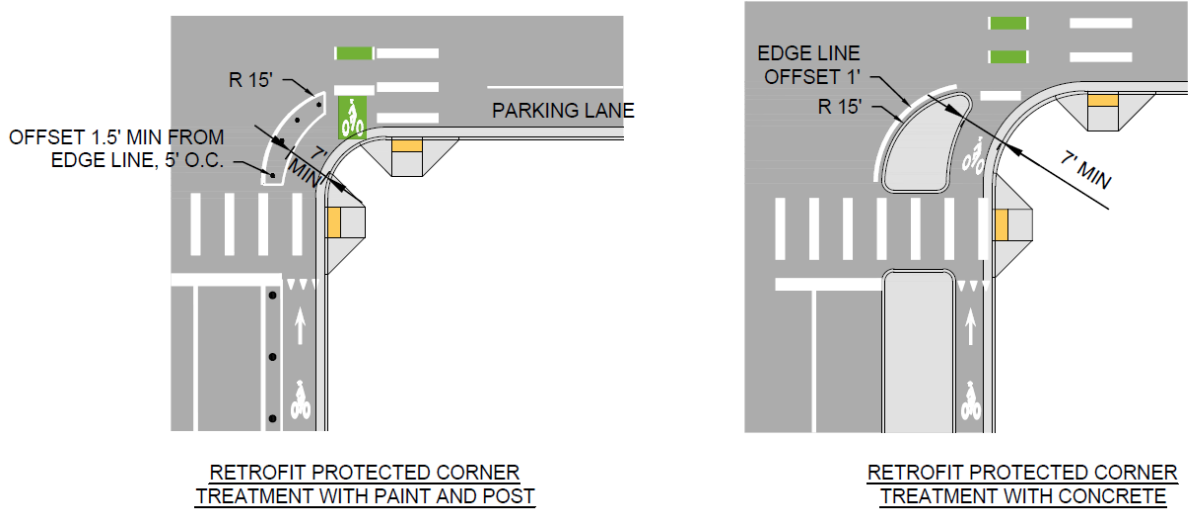 R 15'
OFFSET 1.5' MIN FROM
EDGE LINE, 5' O.C.
7'
MIN
PARKING LANE
RETROFIT PROTECTED CORNER
TREATMENT WITH PAINT AND POST
EDGE LINE
OFFSET 1'
R 15'
7' MIN
RETROFIT PROTECTED CORNER
TREATMENT WITH CONCRETE